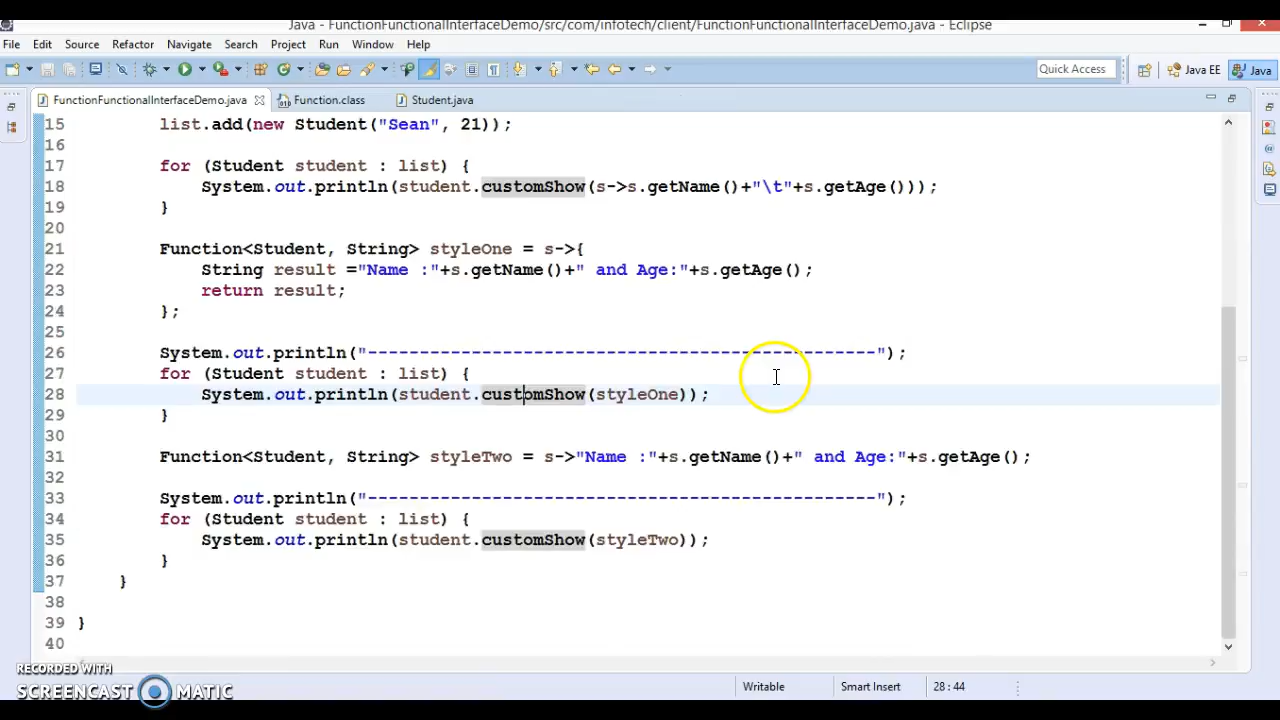 Java - FunctionFunctionalInterfaceDemo/src/com/infotech/client/FunctionFunctionalInterfaceDemo.java - Eclipse
File Edit Source Refactor Navigate Search Project Run Window Help
Quick Access Java EE Java
FunctionFunctionalInterfaceDemo.java Function.class Student.java
15 list.add(new Student("Sean", 21));
16
17 for (Student student : list) {
18 System.out.println(student.customShow(s->s.getName()+"\t"+s.getAge()));
19 }
20
21 Function<Student, String> styleOne = s->{
22 String result ="Name :"+s.getName()+" and Age:"+s.getAge();
23 return result;
24 };
25
26 System.out.println("-------------------------------------------------");
27 for (Student student : list) {
28 System.out.println(student.customShow(styleOne));
29 }
30
31 Function<Student, String> styleTwo = s->"Name :"+s.getName()+" and Age:"+s.getAge();
32
33 System.out.println("-------------------------------------------------");
34 for (Student student : list) {
35 System.out.println(student.customShow(styleTwo));
36 }
37 }
38
39 }
40
RECORDED WITH
SCREENCAST MATIC
Writable Smart Insert 28 : 44